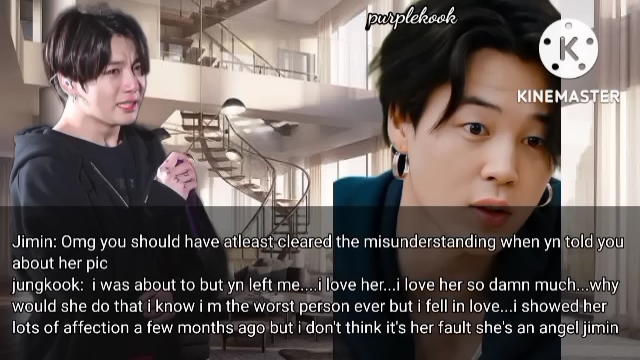 purplekook
K
KINEMASTER
Jimin: Omg you should have atleast cleared the misunderstanding when yn told you
about her pic
jungkook:  i was about to but yn left me....i love her...i love her so damn much...why
would she do that i know i m the worst person ever but i fell in love...i showed her
lots of affection a few months ago but i don't think it's her fault she's an angel jimin